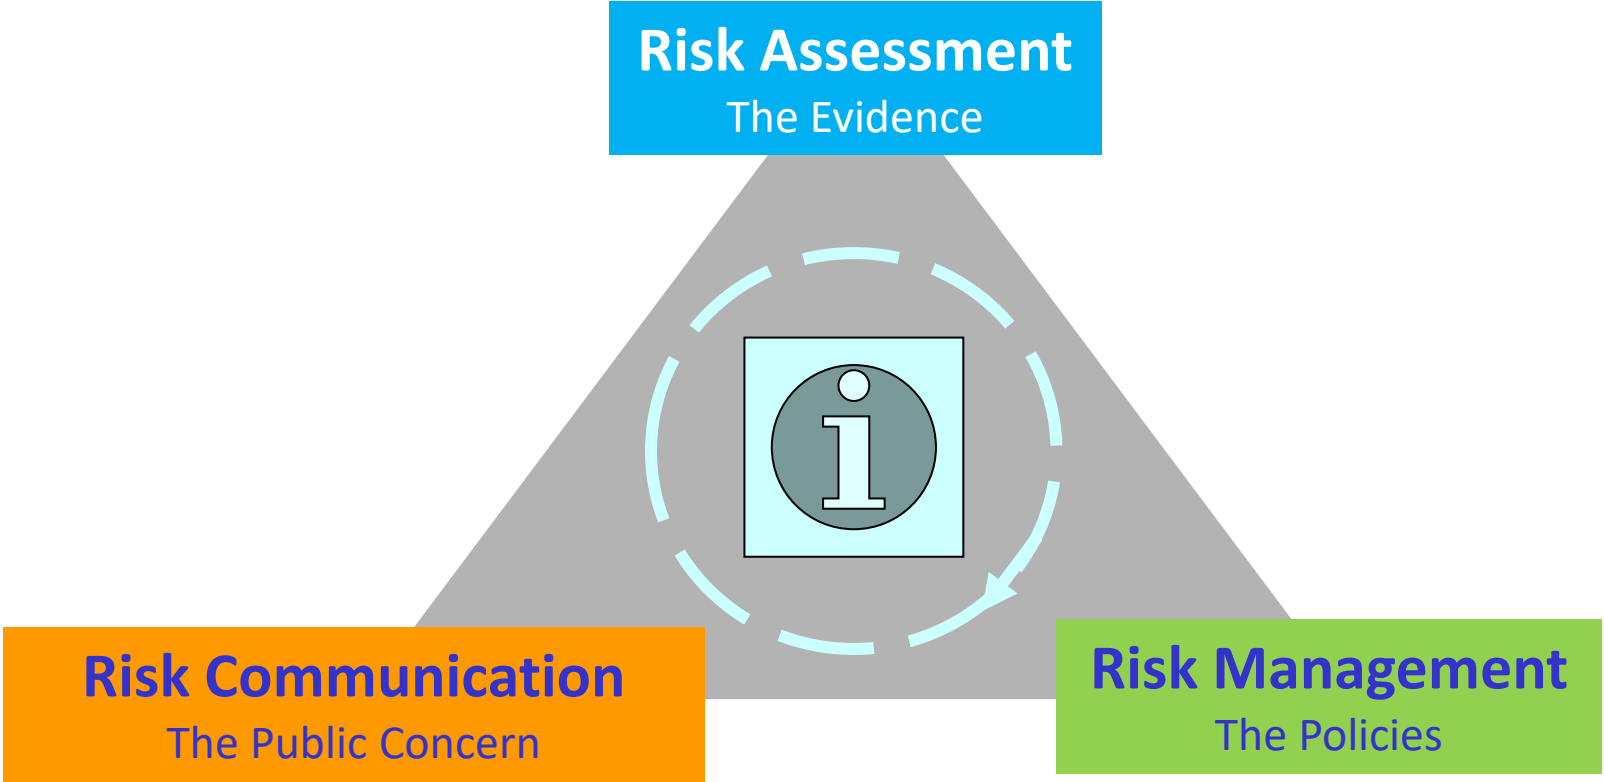 Risk Assessment
The Evidence
i
Risk Communication
The Public Concern
Risk Management
The Policies